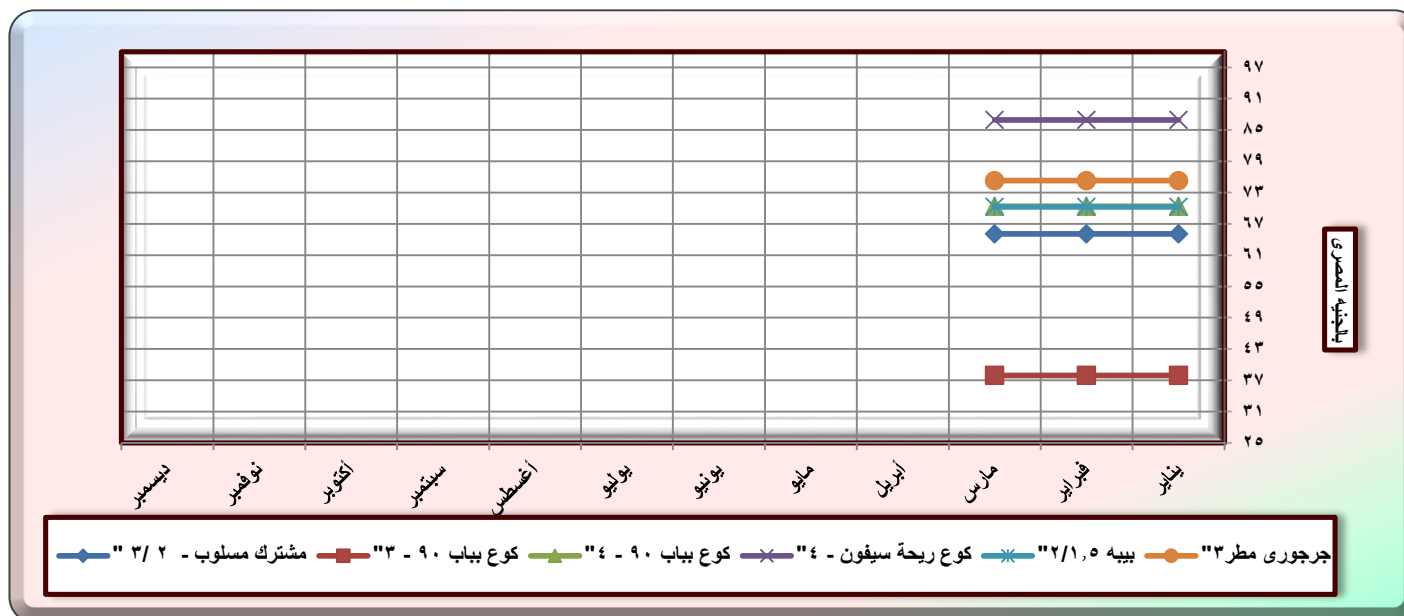 ٩٧
٩١
٨٥
٧٩
٧٣
٦٧
٦١
٥٥
٤٩
٤٣
٣٧
٣١
٢٥
بالجنيه المصرى
يناير
فبراير
مارس
أبريل
مايو
يونيو
يوليو
أغسطس
سبتمبر
أكتوبر
نوفمبر
ديسمبر
جرجورى مطر٣"
بيبه ٢/١,٥"
كوع ريحة سيفون - ٤"
كوع بباب ٩٠ - ٤"
كوع بباب ٩٠ - ٣"
مشترك مسلوب - ٢ /٣ "